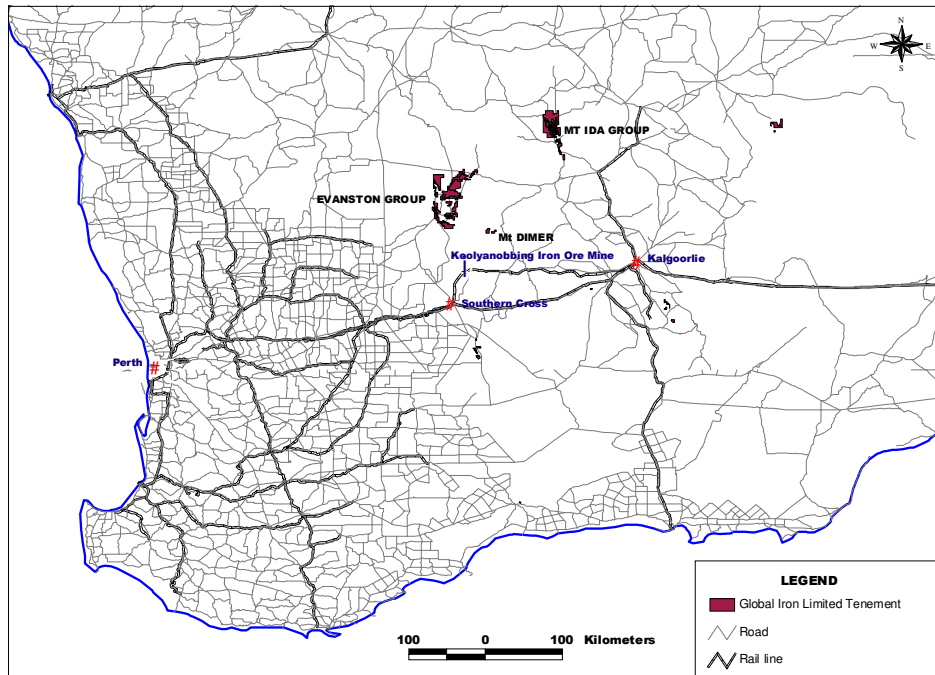 N
W E
S
MT IDA GROUP
EVANSTON GROUP
Mt DIMER
Koolyanobbing Iron Ore Mine
Kalgoorlie
#
Southern Cross
#
Perth
#
LEGEND
Global Iron Limited Tenement
Road
Rail line
100 0 100 Kilometers